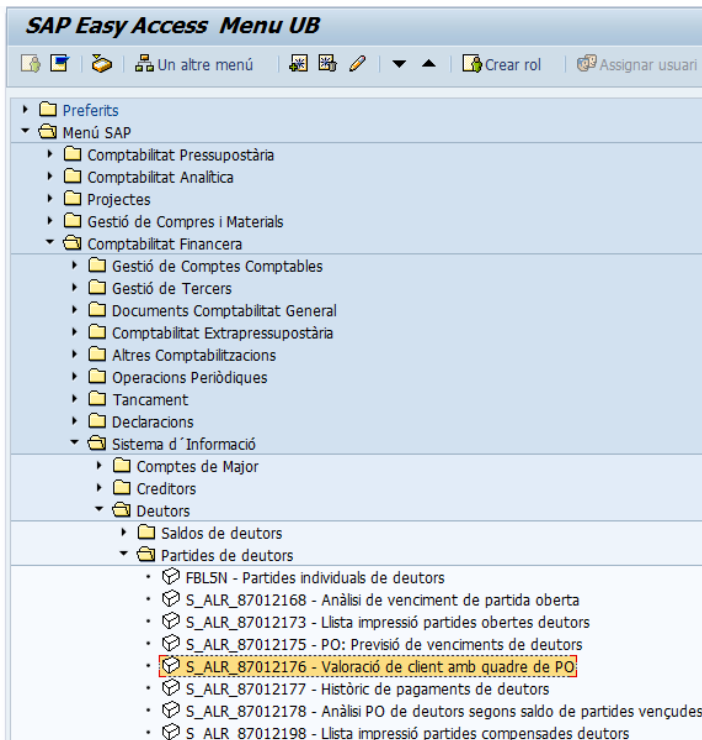 SAP Easy Access Menu UB
Un altre menú Crear rol Assignar usuari
Preferits
Menú SAP
Comptabilitat Pressupostària
Comptabilitat Analítica
Projectes
Gestió de Compres i Materials
Comptabilitat Financera
Gestió de Comptes Comptables
Gestió de Tercers
Documents Comptabilitat General
Comptabilitat Extrapressupostària
Altres Comptabilitzacions
Operacions Periòdiques
Tancament
Declaracions
Sistema d´Informació
Comptes de Major
Creditors
Deutors
Saldos de deutors
Partides de deutors
FBL5N - Partides individuals de deutors
S_ALR_87012168 - Anàlisi de venciment de partida oberta
S_ALR_87012173 - Llista impressió partides obertes deutors
S_ALR_87012175 - PO: Previsió de venciments de deutors
S_ALR_87012176 - Valoració de client amb quadre de PO
S_ALR_87012177 - Històric de pagaments de deutors
S_ALR_87012178 - Anàlisi PO de deutors segons saldo de partides vençudes
S_ALR_87012198 - Llista impressió partides compensades deutors